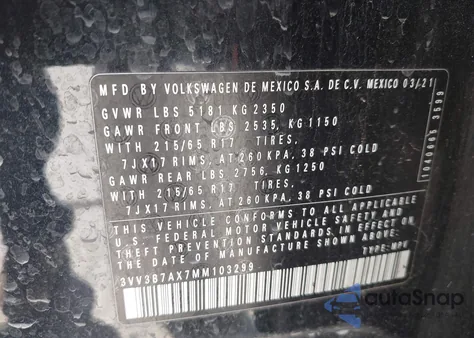 MFD BY VOLKSWAGEN DE MEXICO S.A. DE C.V. MEXICO 03/21
GVWR LBS 5181 KG 2350
GAWR FRONT LBS 2535, KG 1150
WITH 215/65 R17 TIRES,
7JX17 RIMS, AT 260 KPA, 38 PSI COLD
GAWR REAR LBS 2756, KG 1250
WITH 215/65 R17 TIRES,
7JX17 RIMS, AT 260 KPA, 38 PSI COLD
THIS VEHICLE CONFORMS TO ALL APPLICABLE
U.S. FEDERAL MOTOR VEHICLE SAFETY AND
THEFT PREVENTION STANDARDS IN EFFECT ON
THE DATE OF MANUFACTURE SHOWN ABOVE.
3VV3B7AX7MM103299 TYPE: MPV
autoSnap